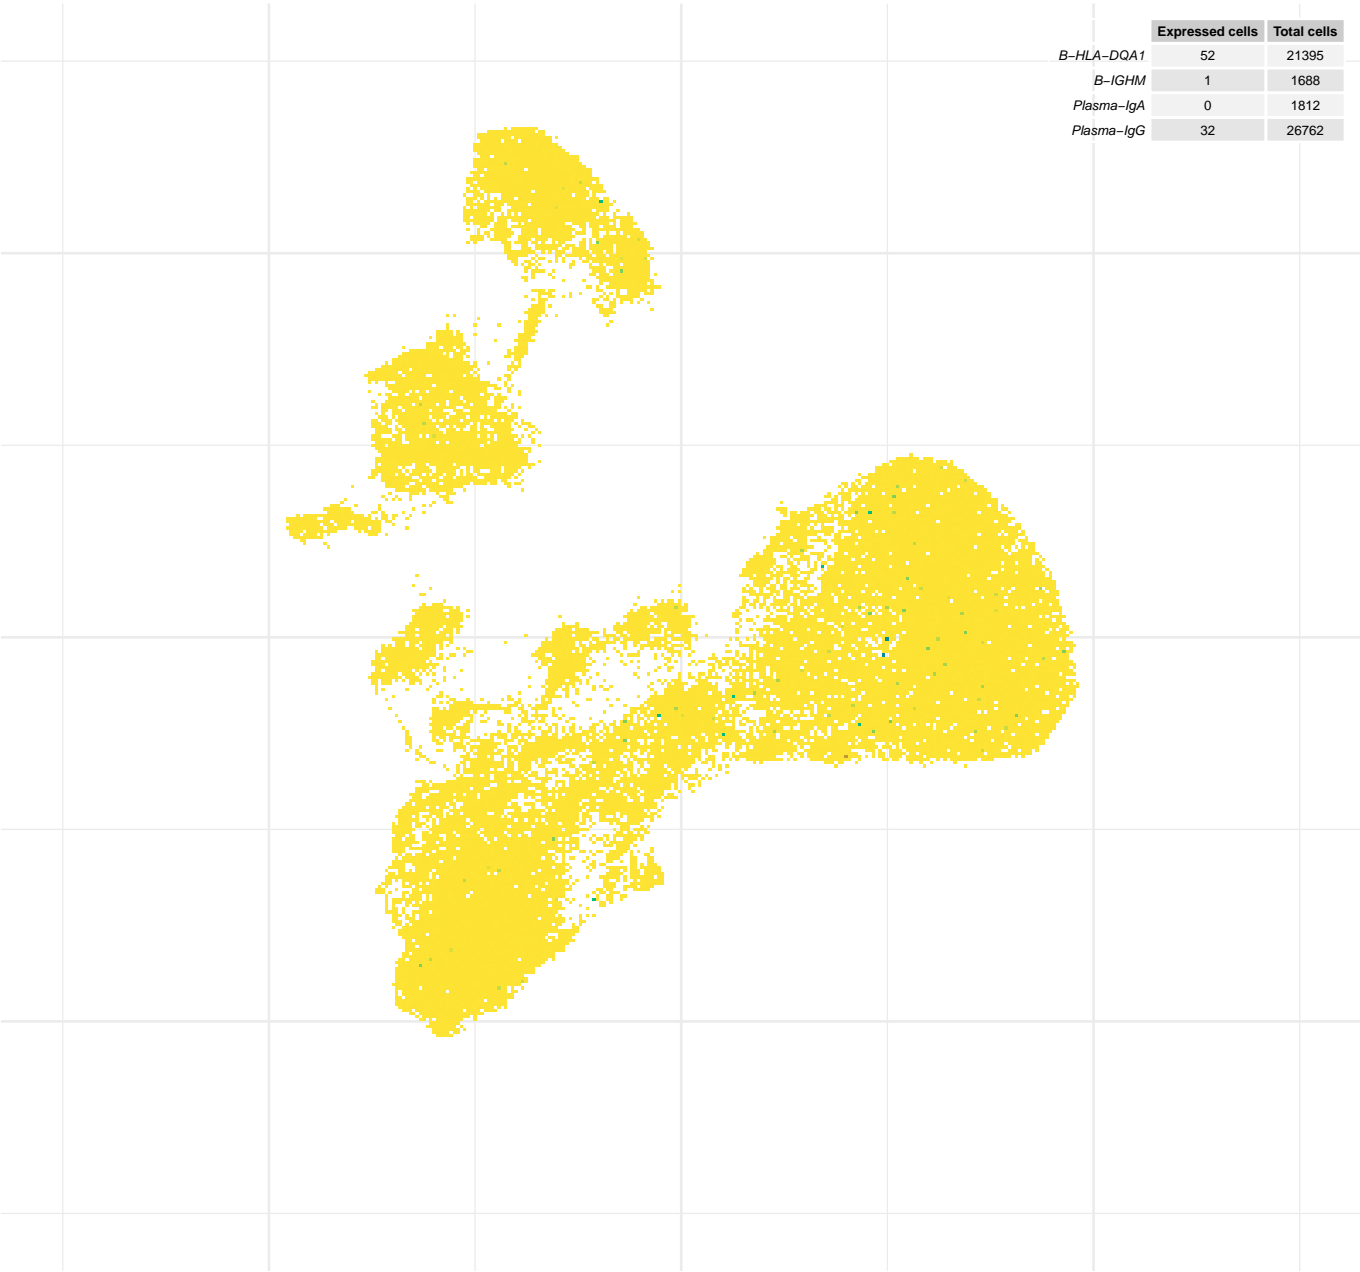 Expressed cells Total cells
B−HLA−DQA1 52 21395
B−IGHM 1 1688
Plasma−IgA 0 1812
Plasma−IgG 32 26762